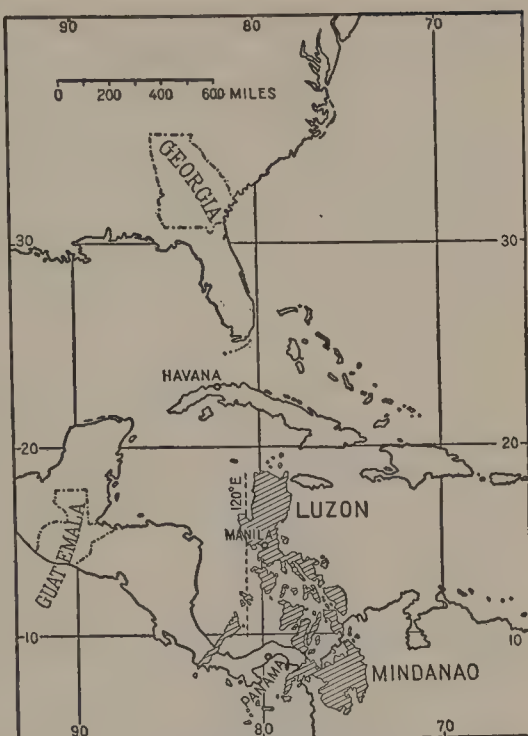 90
80
70
0 200 400 600 MILES
GEORGIA
30
30
HAVANA
20
20
120°E
LUZON
MANILA
GUATEMALA
10
10
PANAMA
MINDANAO
90
80
70